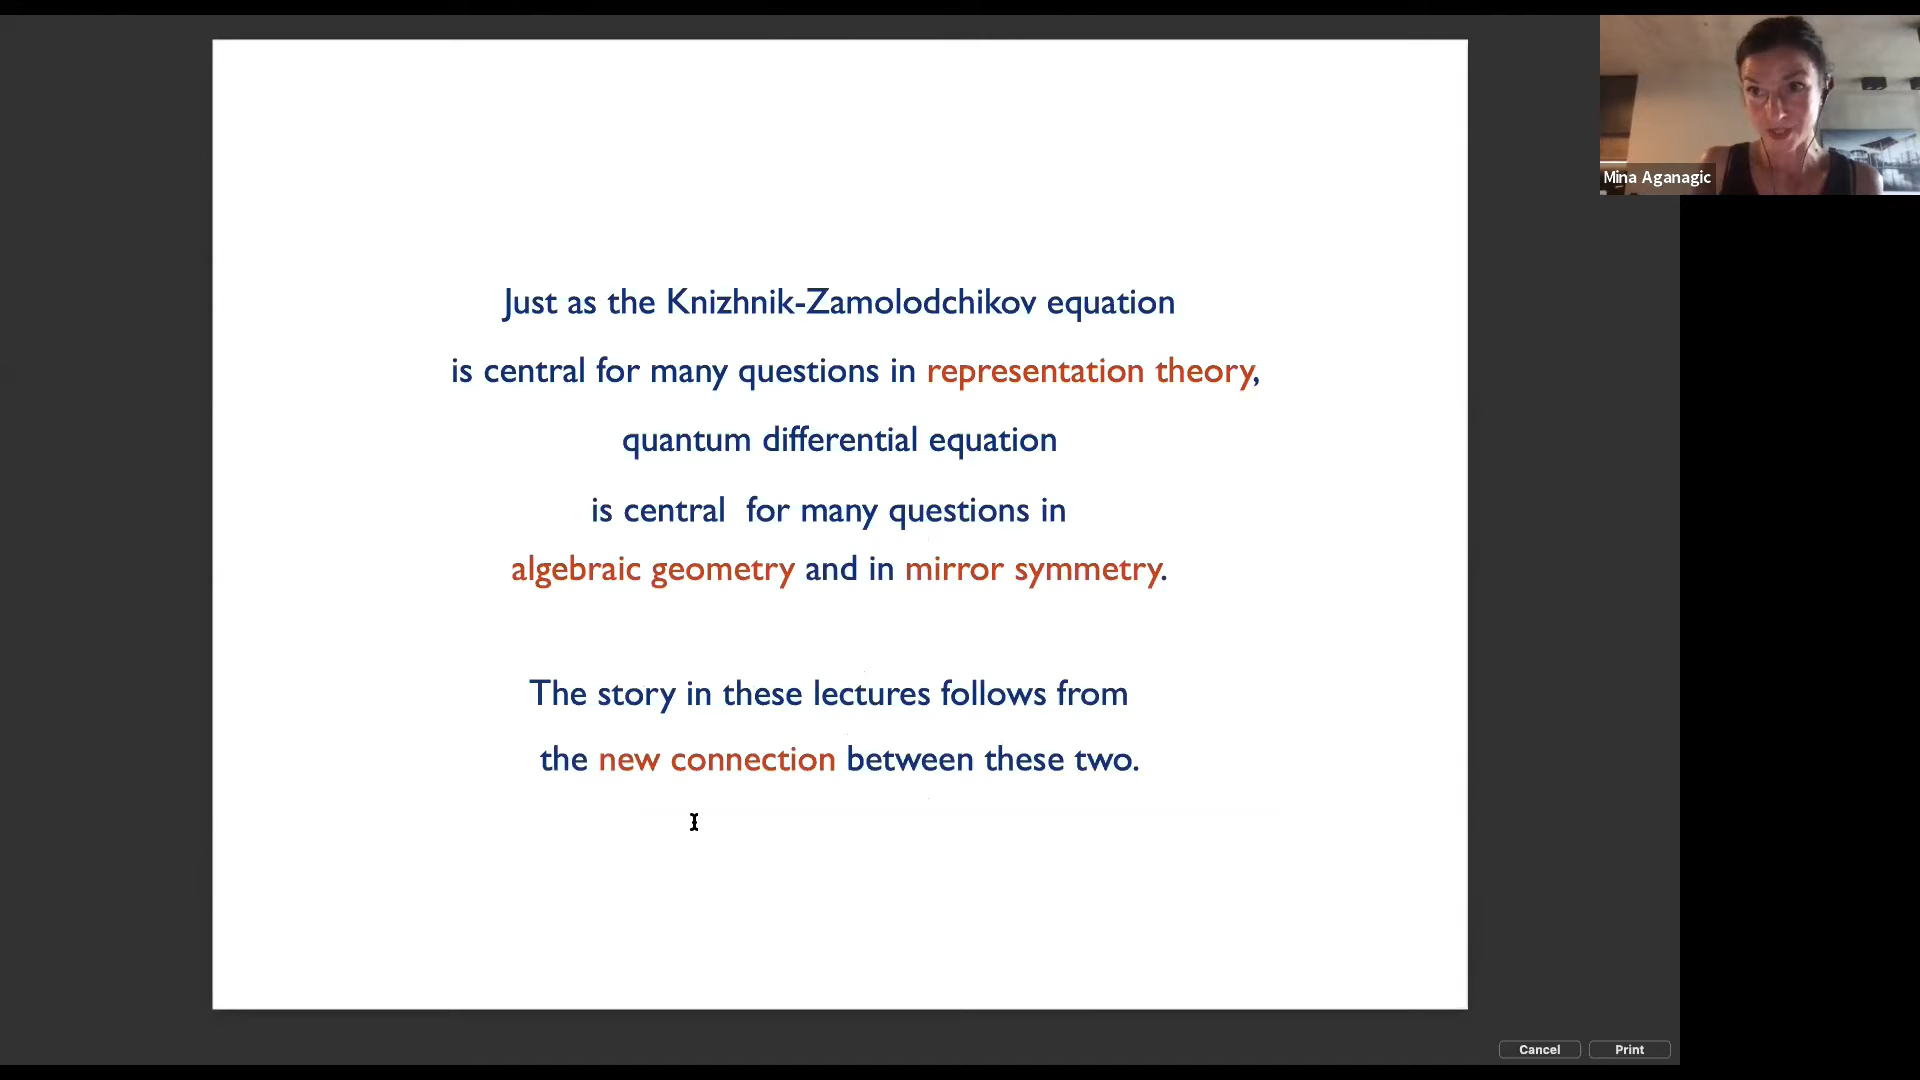 Just as the Knizhnik-Zamolodchikov equation
is central for many questions in representation theory,
quantum differential equation
is central for many questions in
algebraic geometry and in mirror symmetry.
The story in these lectures follows from
the new connection between these two.
Mina Aganagic
Cancel Print